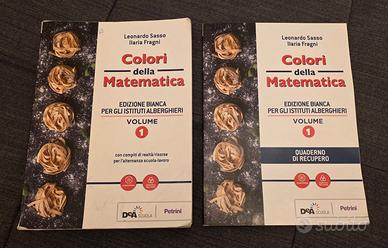 Leonardo Sasso
Ilaria Fragni
Colori
della
Matematica
EDIZIONE BIANCA
PER GLI ISTITUTI ALBERGHIERI
VOLUME
1
con compiti di realtà risorse
per l'alternanza scuola-lavoro
DeA SCUOLA
Petrini
Leonardo Sasso
Ilaria Fragni
Colori
della
Matematica
EDIZIONE BIANCA
PER GLI ISTITUTI ALBERGHIERI
VOLUME
1
QUADERNO
DI RECUPERO
DeA SCUOLA
Petrini
subito